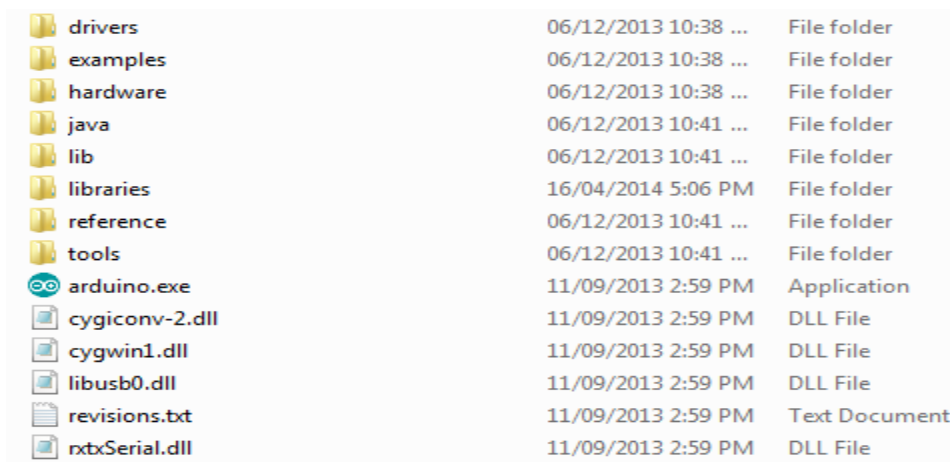 drivers 06/12/2013 10:38 ... File folder
examples 06/12/2013 10:38 ... File folder
hardware 06/12/2013 10:38 ... File folder
java 06/12/2013 10:41 ... File folder
lib 06/12/2013 10:41 ... File folder
libraries 16/04/2014 5:06 PM File folder
reference 06/12/2013 10:41 ... File folder
tools 06/12/2013 10:41 ... File folder
arduino.exe 11/09/2013 2:59 PM Application
cygiconv-2.dll 11/09/2013 2:59 PM DLL File
cygwin1.dll 11/09/2013 2:59 PM DLL File
libusb0.dll 11/09/2013 2:59 PM DLL File
revisions.txt 11/09/2013 2:59 PM Text Document
rxtxSerial.dll 11/09/2013 2:59 PM DLL File